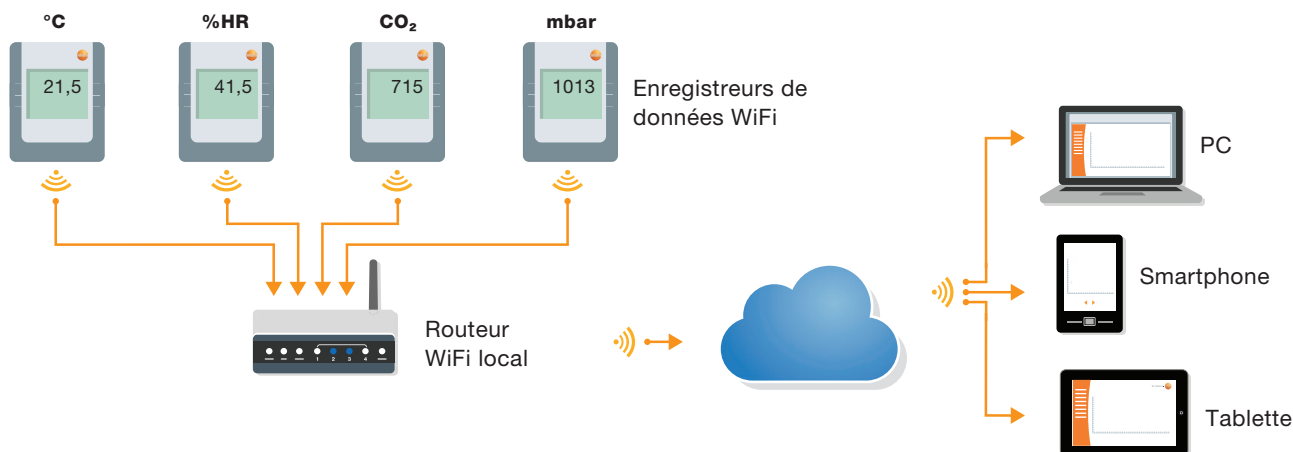 °C
%HR
CO₂
mbar
21,5
41,5
715
1013
Enregistreurs de
données WiFi
Routeur
WiFi local
1 2 3 4
PC
Smartphone
Tablette